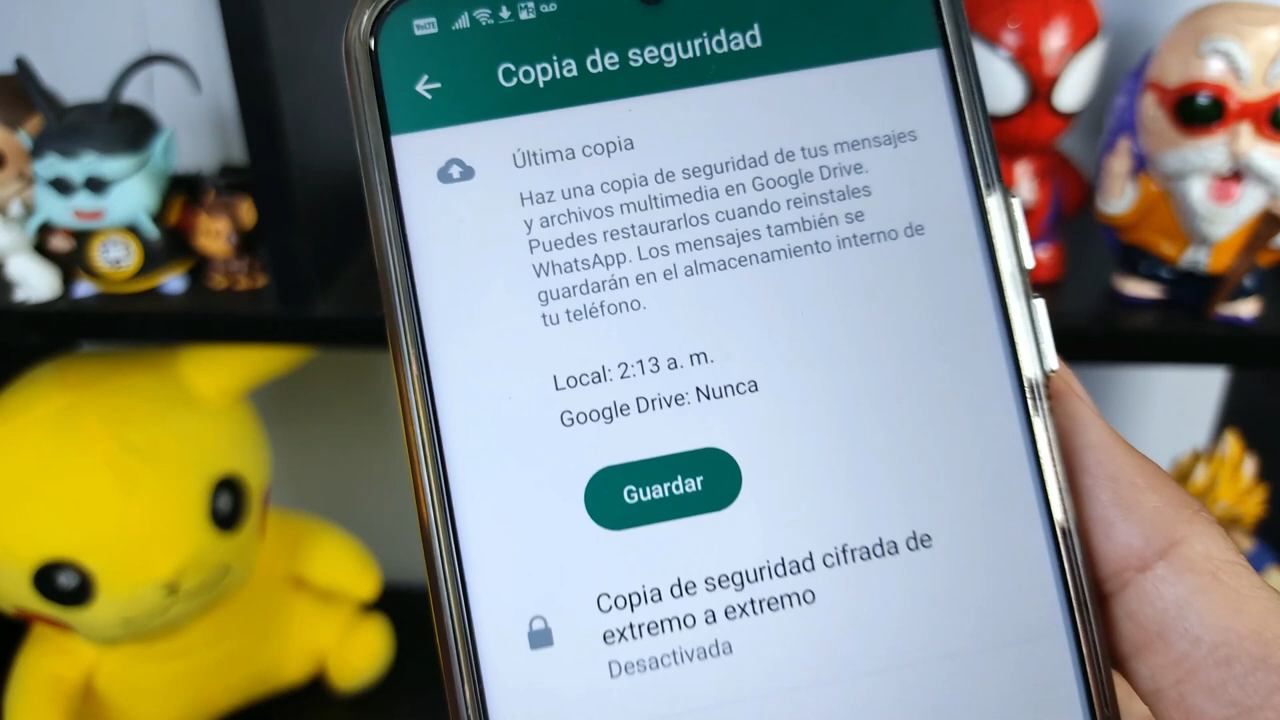 VoLTE
Copia de seguridad
Última copia
Haz una copia de seguridad de tus mensajes
y archivos multimedia en Google Drive.
Puedes restaurarlos cuando reinstales
WhatsApp. Los mensajes también se
guardarán en el almacenamiento interno de
tu teléfono.
Local: 2:13 a. m.
Google Drive: Nunca
Guardar
Copia de seguridad cifrada de
extremo a extremo
Desactivada